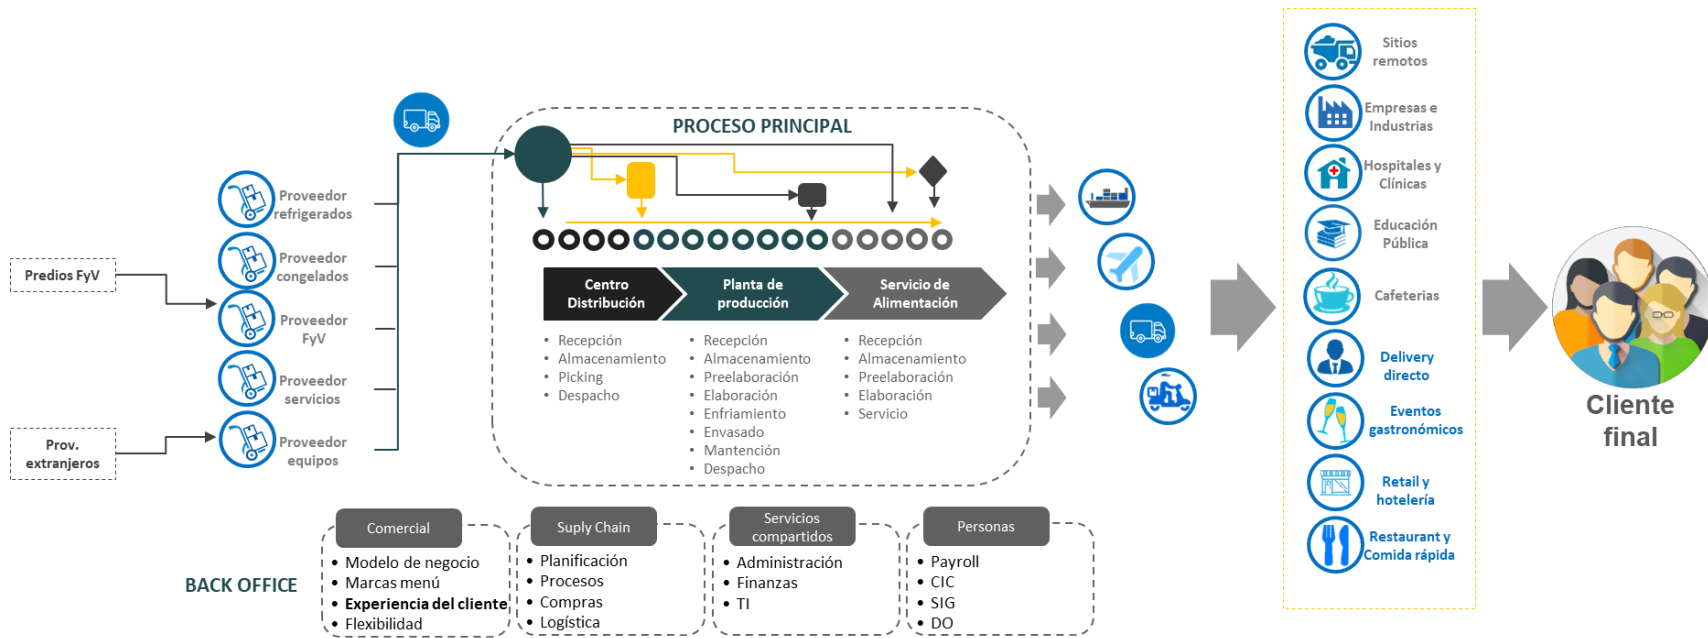 Predios FyV
Prov.
extranjeros
Proveedor
refrigerados
Proveedor
congelados
Proveedor
FyV
Proveedor
servicios
Proveedor
equipos
PROCESO PRINCIPAL
Centro
Distribución
Planta de
producción
Servicio de
Alimentación
• Recepción
• Almacenamiento
• Picking
• Despacho
• Recepción
• Almacenamiento
• Preelaboración
• Elaboración
• Enfriamiento
• Envasado
• Mantención
• Despacho
• Recepción
• Almacenamiento
• Preelaboración
• Elaboración
• Servicio
Sitios
remotos
Empresas e
Industrias
Hospitales y
Clínicas
Educación
Pública
Cafeterias
Delivery
directo
Eventos
gastronómicos
Retail y
hotelería
Restaurant y
Comida rápida
Cliente
final
BACK OFFICE
Comercial
• Modelo de negocio
• Marcas menú
• Experiencia del cliente
• Flexibilidad
Suply Chain
• Planificación
• Procesos
• Compras
• Logística
Servicios
compartidos
• Administración
• Finanzas
• TI
Personas
• Payroll
• CIC
• SIG
• DO